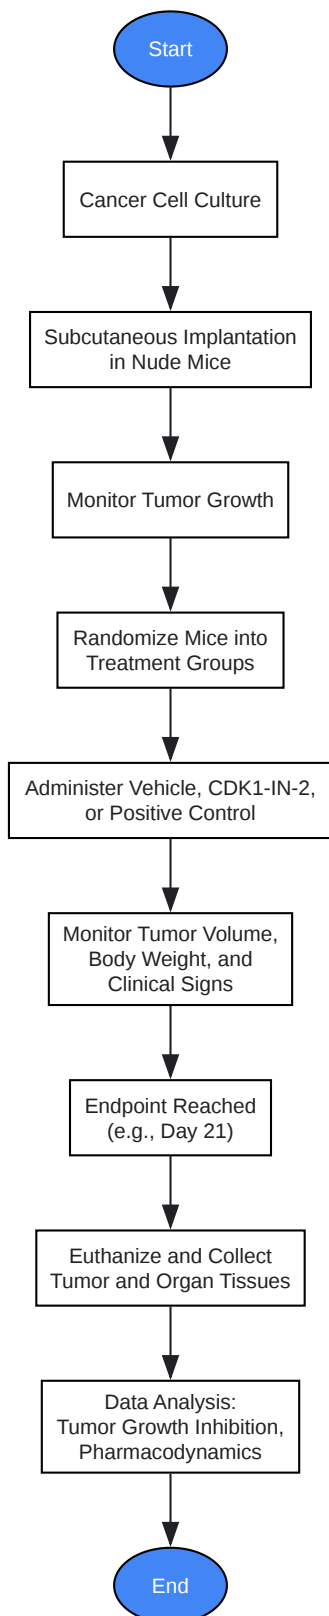 Start
Cancer Cell Culture
Subcutaneous Implantation
in Nude Mice
Monitor Tumor Growth
Randomize Mice into
Treatment Groups
Administer Vehicle, CDK1-IN-2,
or Positive Control
Monitor Tumor Volume,
Body Weight, and
Clinical Signs
Endpoint Reached
(e.g., Day 21)
Euthanize and Collect
Tumor and Organ Tissues
Data Analysis:
Tumor Growth Inhibition,
Pharmacodynamics
End